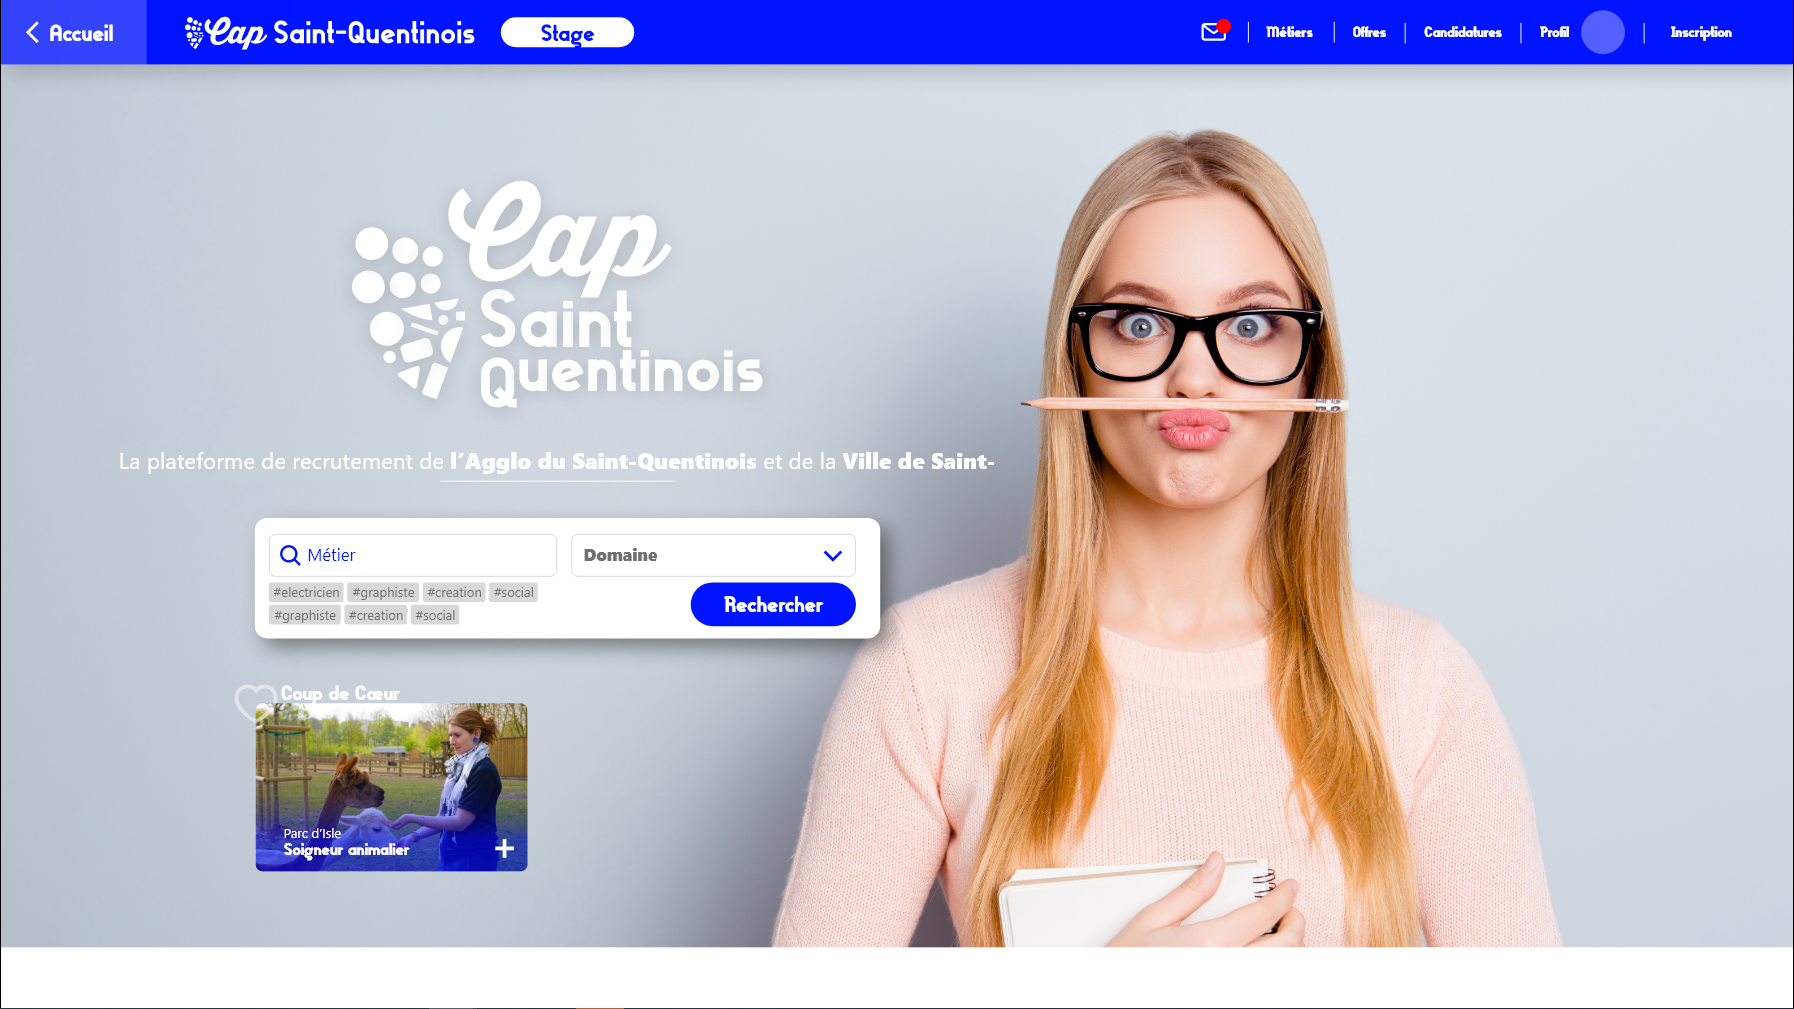 Accueil
Cap Saint-Quentinois
Stage
Métiers
Offres
Candidatures
Profil
Inscription
Cap
Saint
Quentinois
La plateforme de recrutement de l'Agglo du Saint-Quentinois et de la Ville de Saint-
Métier
Domaine
#electricien #graphiste #creation #social
#graphiste #creation #social
Rechercher
Coup de Cœur
Parc d'Isle
Soigneur animalier